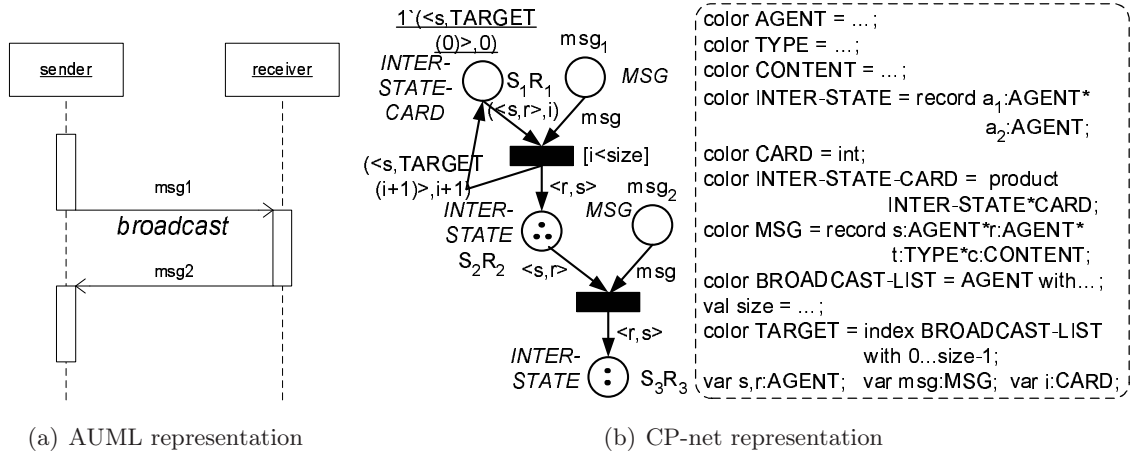 sender
receiver
msg1
broadcast
msg2
(a) AUML representation
1`(<s,TARGET
(0)>,0)
INTER-
STATE-
CARD
S1R1
msg1
MSG
(<s,r>,i)
msg
[i<size]
(<s,TARGET
(i+1)>,i+1)
<r,s>
INTER-
STATE
S2R2
msg2
MSG
<s,r>
msg
<r,s>
INTER-
STATE
S3R3
(b) CP-net representation
color AGENT = ...;
color TYPE = ...;
color CONTENT = ...;
color INTER-STATE = record a1:AGENT*
a2:AGENT;
color CARD = int;
color INTER-STATE-CARD = product
INTER-STATE*CARD;
color MSG = record s:AGENT*r:AGENT*
t:TYPE*c:CONTENT;
color BROADCAST-LIST = AGENT with...;
val size = ...;
color TARGET = index BROADCAST-LIST
with 0...size-1;
var s,r:AGENT; var msg:MSG; var i:CARD;